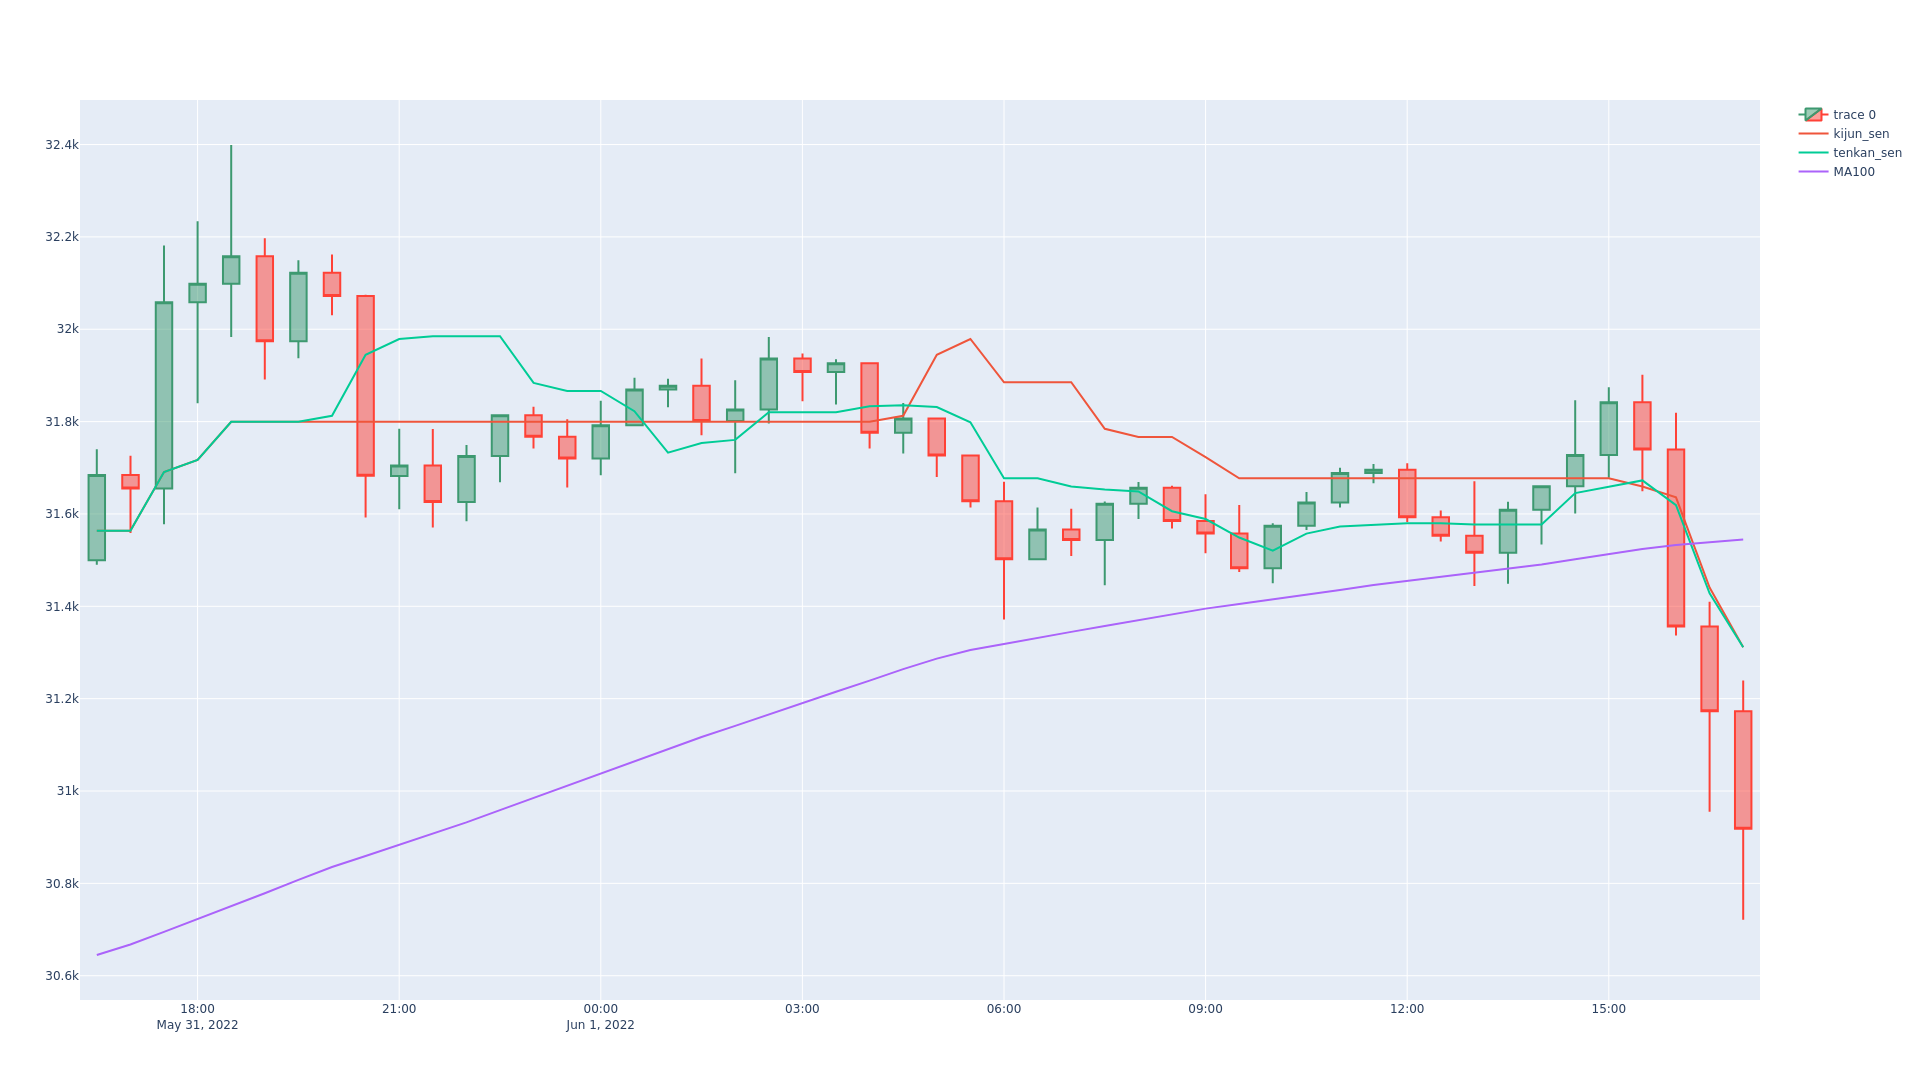 32.4k
32.2k
32k
31.8k
31.6k
31.4k
31.2k
31k
30.8k
30.6k
18:00
May 31, 2022
21:00
00:00
Jun 1, 2022
03:00
06:00
09:00
12:00
15:00
trace 0
kijun_sen
tenkan_sen
MA100